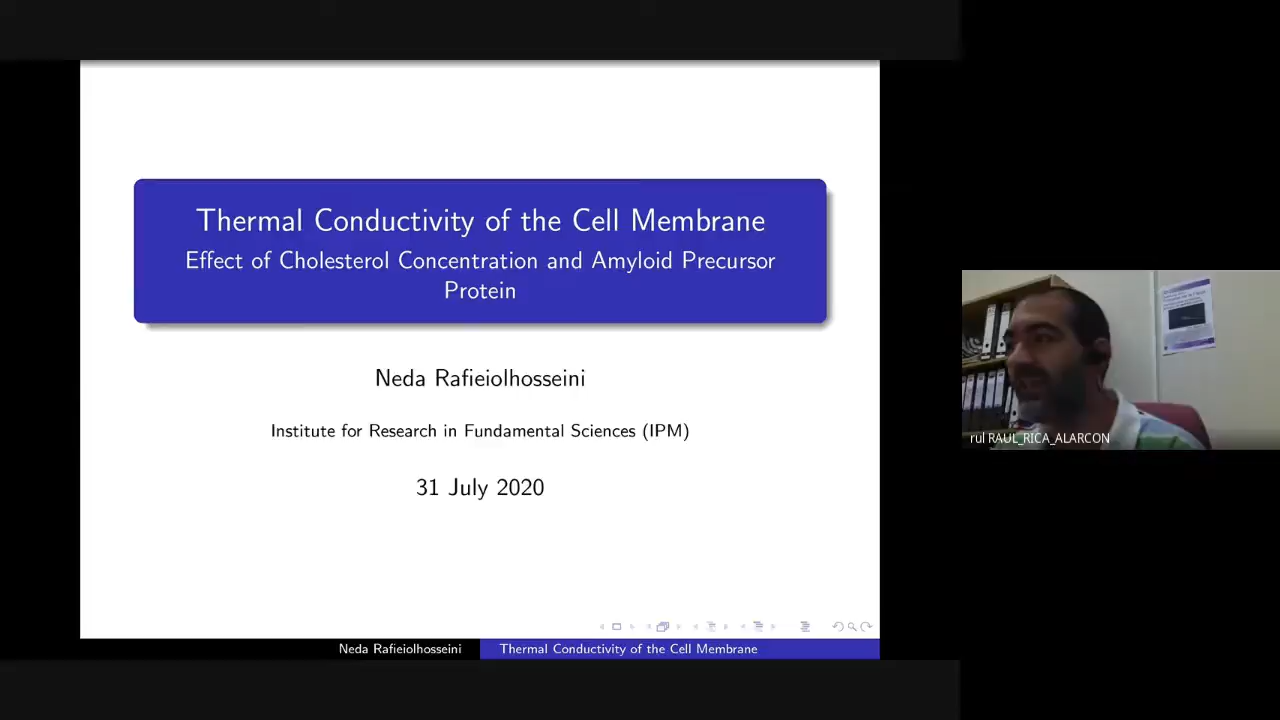 Thermal Conductivity of the Cell Membrane
Effect of Cholesterol Concentration and Amyloid Precursor
Protein
Neda Rafieiolhosseini
Institute for Research in Fundamental Sciences (IPM)
31 July 2020
Neda Rafieiolhosseini
Thermal Conductivity of the Cell Membrane
rul RAUL_RICA_ALARCON